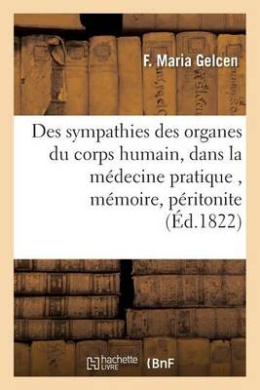 F. Maria Gelcen
Des sympathies des organes
du corps humain, dans la
médecine pratique , mémoire,
péritonite
(Éd.1822)
hachette
LIVRE
{BnF